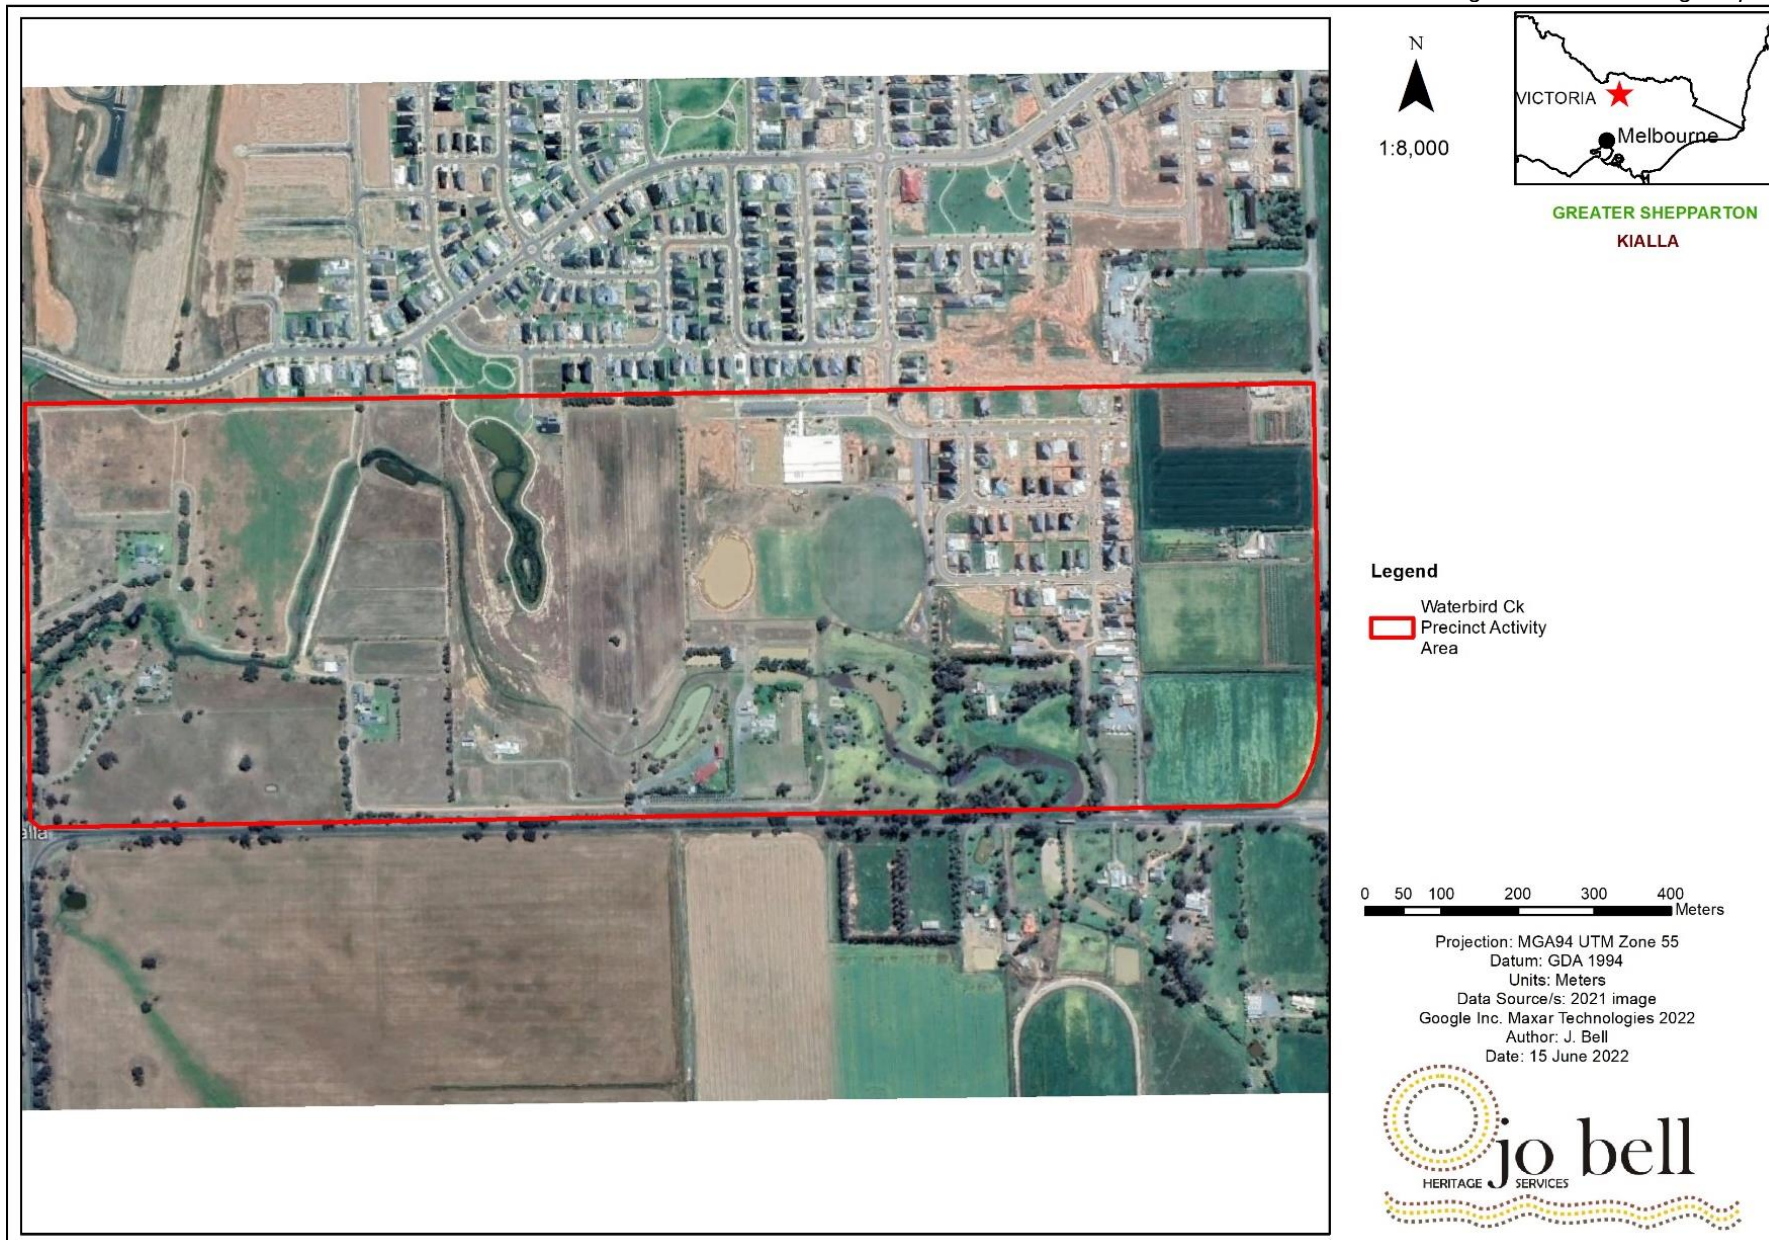 N
1:8,000
VICTORIA
Melbourne
GREATER SHEPPARTON
KIALLA
Legend
Waterbird Ck
Precinct Activity
Area
0 50 100 200 300 400
Meters
Projection: MGA94 UTM Zone 55
Datum: GDA 1994
Units: Meters
Data Source/s: 2021 image
Google Inc. Maxar Technologies 2022
Author: J. Bell
Date: 15 June 2022
jo bell
HERITAGE SERVICES